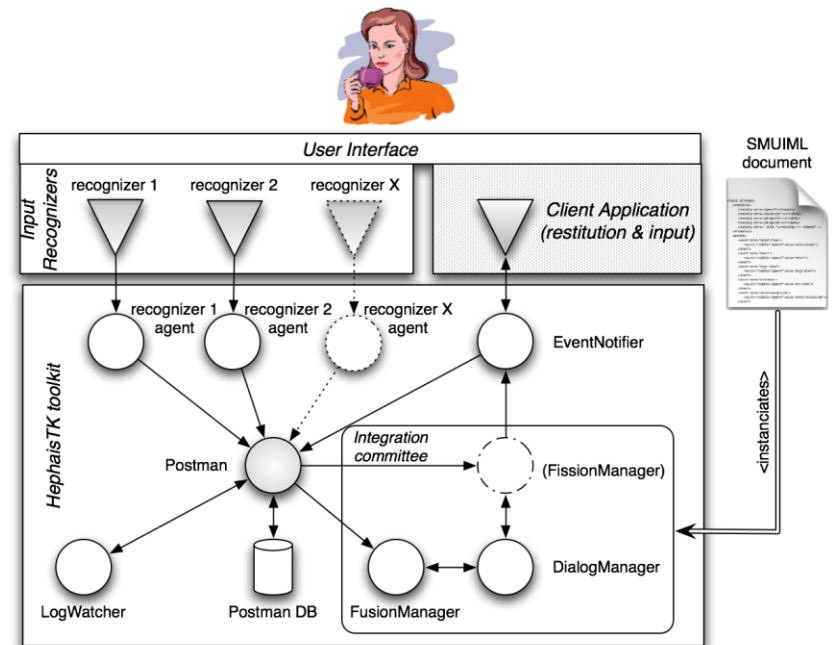 User Interface
SMUIML
document
Input
Recognizers
recognizer 1
recognizer 2
recognizer X
Client Application
(restitution & input)
HephaisTK toolkit
recognizer 1
agent
recognizer 2
agent
recognizer X
agent
EventNotifier
<instanciates>
Postman
Integration
committee
(FissionManager)
LogWatcher
Postman DB
FusionManager
DialogManager